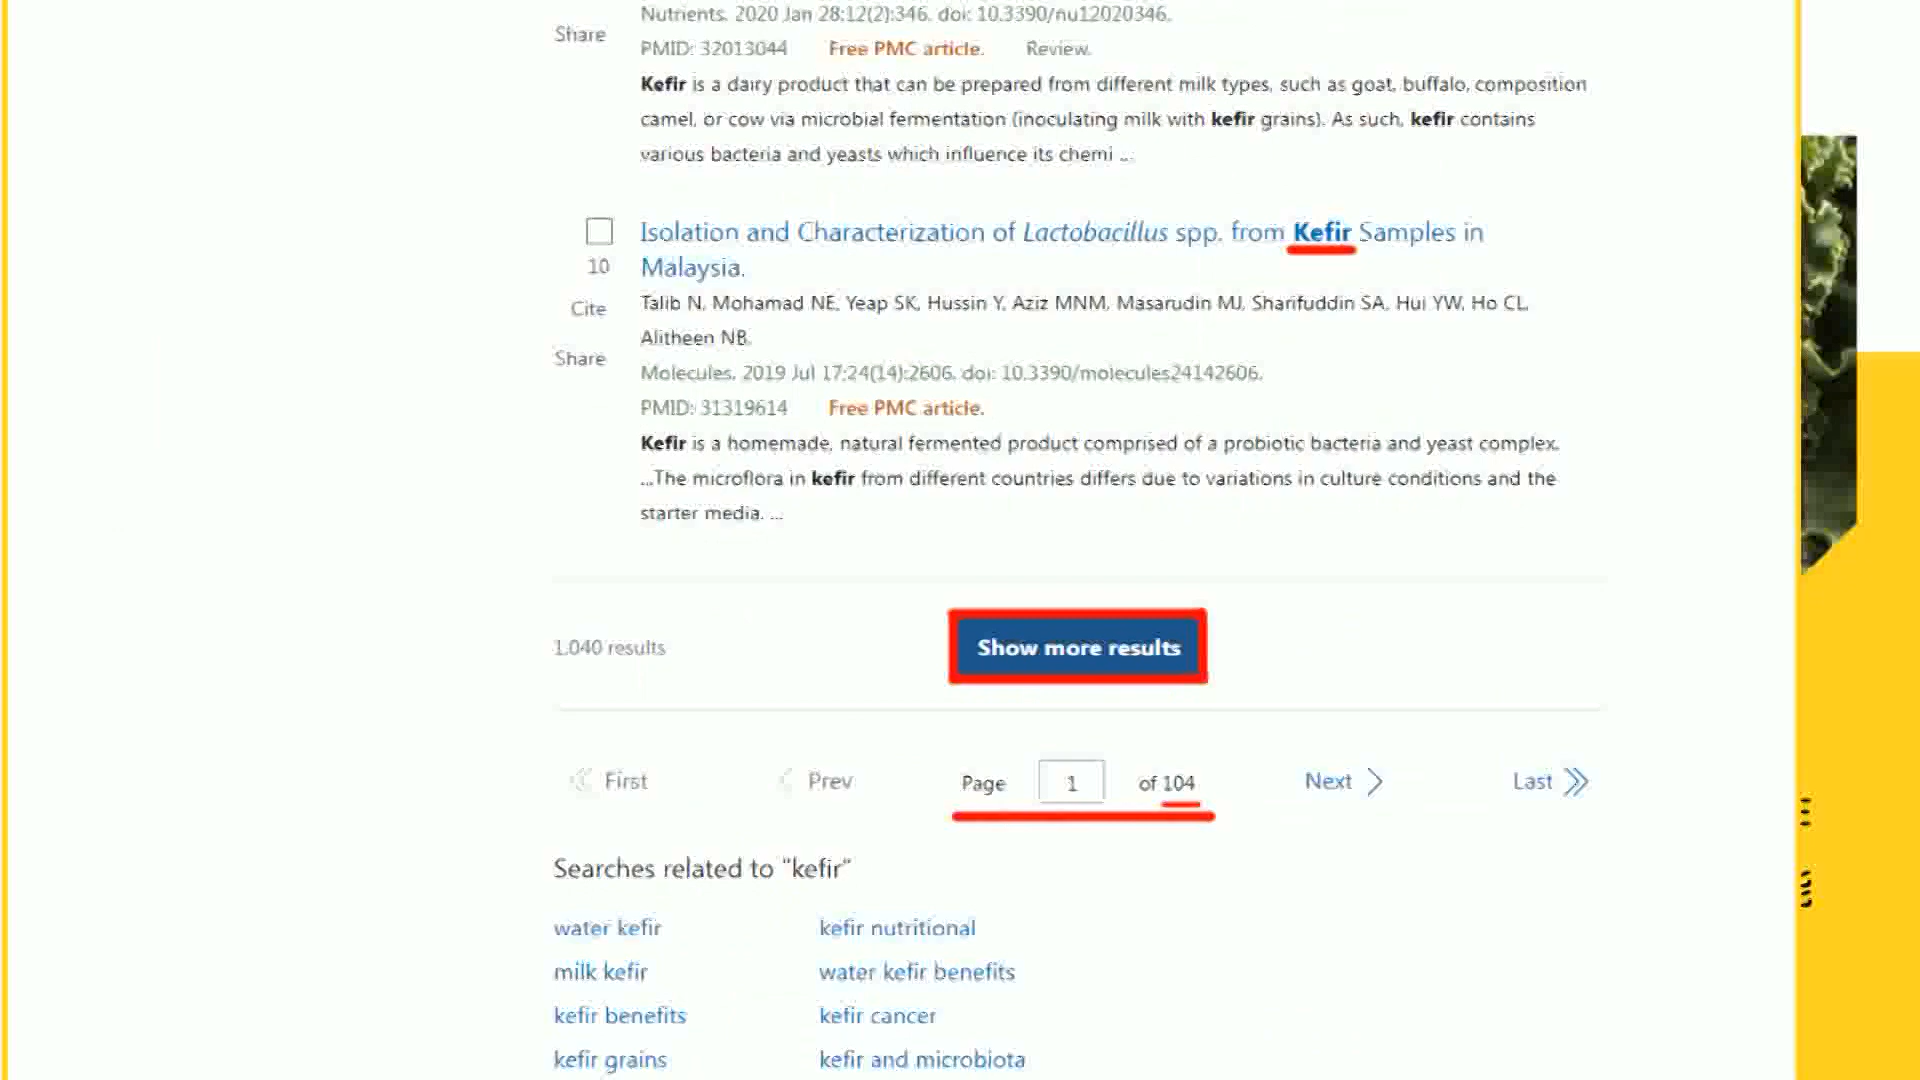 Nutrients. 2020 Jan 28;12(2):346. doi: 10.3390/nu12020346.
Share
PMID: 32013044 Free PMC article. Review.
Kefir is a dairy product that can be prepared from different milk types, such as goat, buffalo, composition
camel, or cow via microbial fermentation (inoculating milk with kefir grains). As such, kefir contains
various bacteria and yeasts which influence its chemi ...
Isolation and Characterization of Lactobacillus spp. from Kefir Samples in
Malaysia.
10
Cite
Talib N, Mohamad NE, Yeap SK, Hussin Y, Aziz MNM, Masarudin MJ, Sharifuddin SA, Hui YW, Ho CL,
Alitheen NB.
Share
Molecules. 2019 Jul 17;24(14):2606. doi: 10.3390/molecules24142606.
PMID: 31319614 Free PMC article.
Kefir is a homemade, natural fermented product comprised of a probiotic bacteria and yeast complex.
...The microflora in kefir from different countries differs due to variations in culture conditions and the
starter media. ...
1,040 results
Show more results
First Prev Page 1 of 104 Next Last
Searches related to "kefir"
water kefir kefir nutritional
milk kefir water kefir benefits
kefir benefits kefir cancer
kefir grains kefir and microbiota